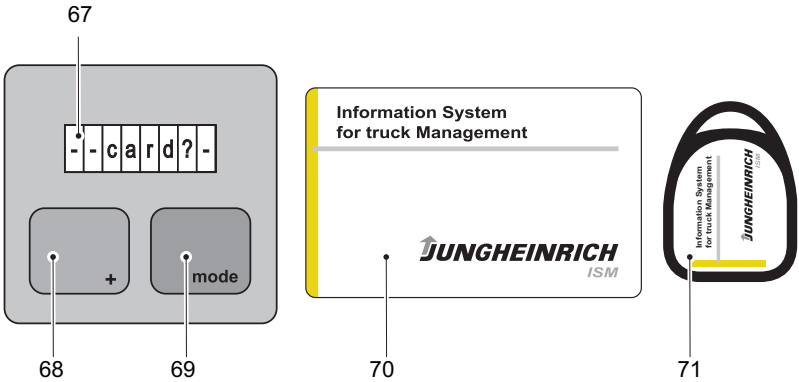 67
--card?-
+
mode
68
69
Information System
for truck Management
JUNGHEINRICH
ISM
70
Information System
for truck Management
JUNGHEINRICH
ISM
71